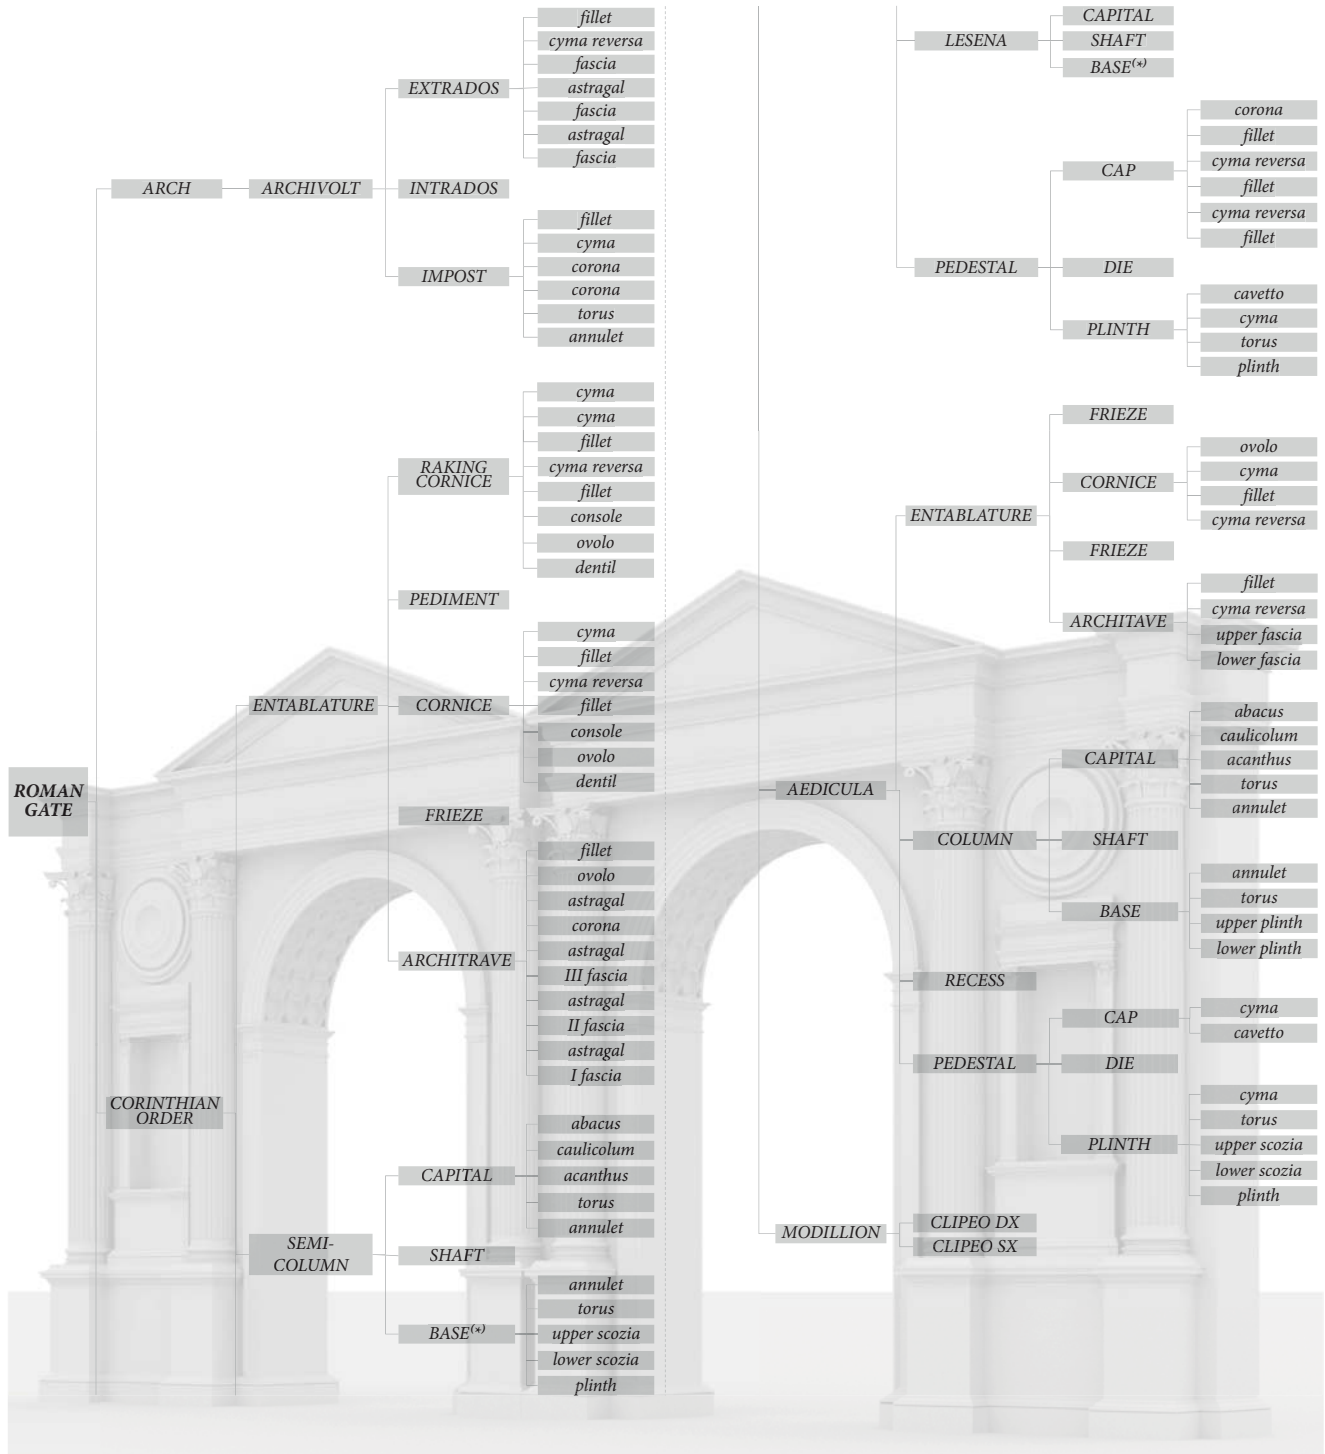 ROMAN
GATE
ARCH
ARCHIVOLT
EXTRADOS
fillet
cyma reversa
fascia
astragal
fascia
astragal
fascia
INTRADOS
IMPOST
fillet
cyma
corona
corona
torus
annulet
CORINTHIAN
ORDER
ENTABLATURE
RAKING
CORNICE
cyma
cyma
fillet
cyma reversa
fillet
console
ovolo
dentil
PEDIMENT
CORNICE
cyma
fillet
cyma reversa
fillet
console
ovolo
dentil
FRIEZE
ARCHITRAVE
fillet
ovolo
astragal
corona
astragal
III fascia
astragal
II fascia
astragal
I fascia
SEMI-
COLUMN
CAPITAL
abacus
caulicolum
acanthus
torus
annulet
SHAFT
BASE(*)
annulet
torus
upper scozia
lower scozia
plinth
LESENA
CAPITAL
SHAFT
BASE(*)
PEDESTAL
CAP
corona
fillet
cyma reversa
fillet
cyma reversa
fillet
DIE
PLINTH
cavetto
cyma
torus
plinth
AEDICULA
ENTABLATURE
FRIEZE
CORNICE
ovolo
cyma
fillet
cyma reversa
FRIEZE
ARCHITAVE
fillet
cyma reversa
upper fascia
lower fascia
COLUMN
CAPITAL
abacus
caulicolum
acanthus
torus
annulet
SHAFT
BASE
annulet
torus
upper plinth
lower plinth
RECESS
PEDESTAL
CAP
cyma
cavetto
DIE
PLINTH
cyma
torus
upper scozia
lower scozia
plinth
MODILLION
CLIPEO DX
CLIPEO SX